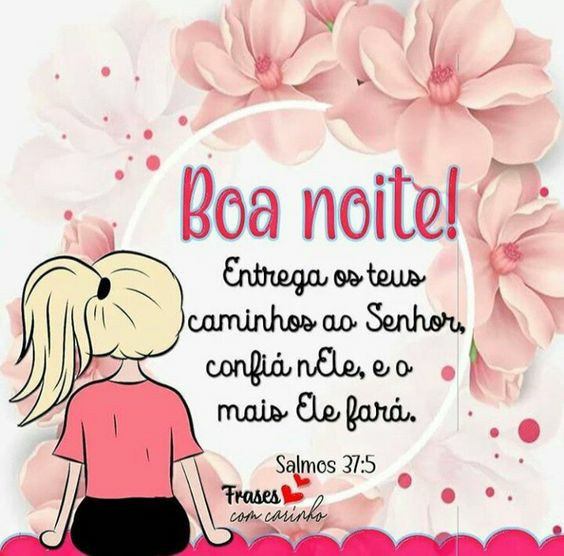 Boa noite!
Entrega os teus
caminhos ao Senhor,
confiá nEle, e o
mais Ele fará.
Salmos 37:5
Frases
com carinho